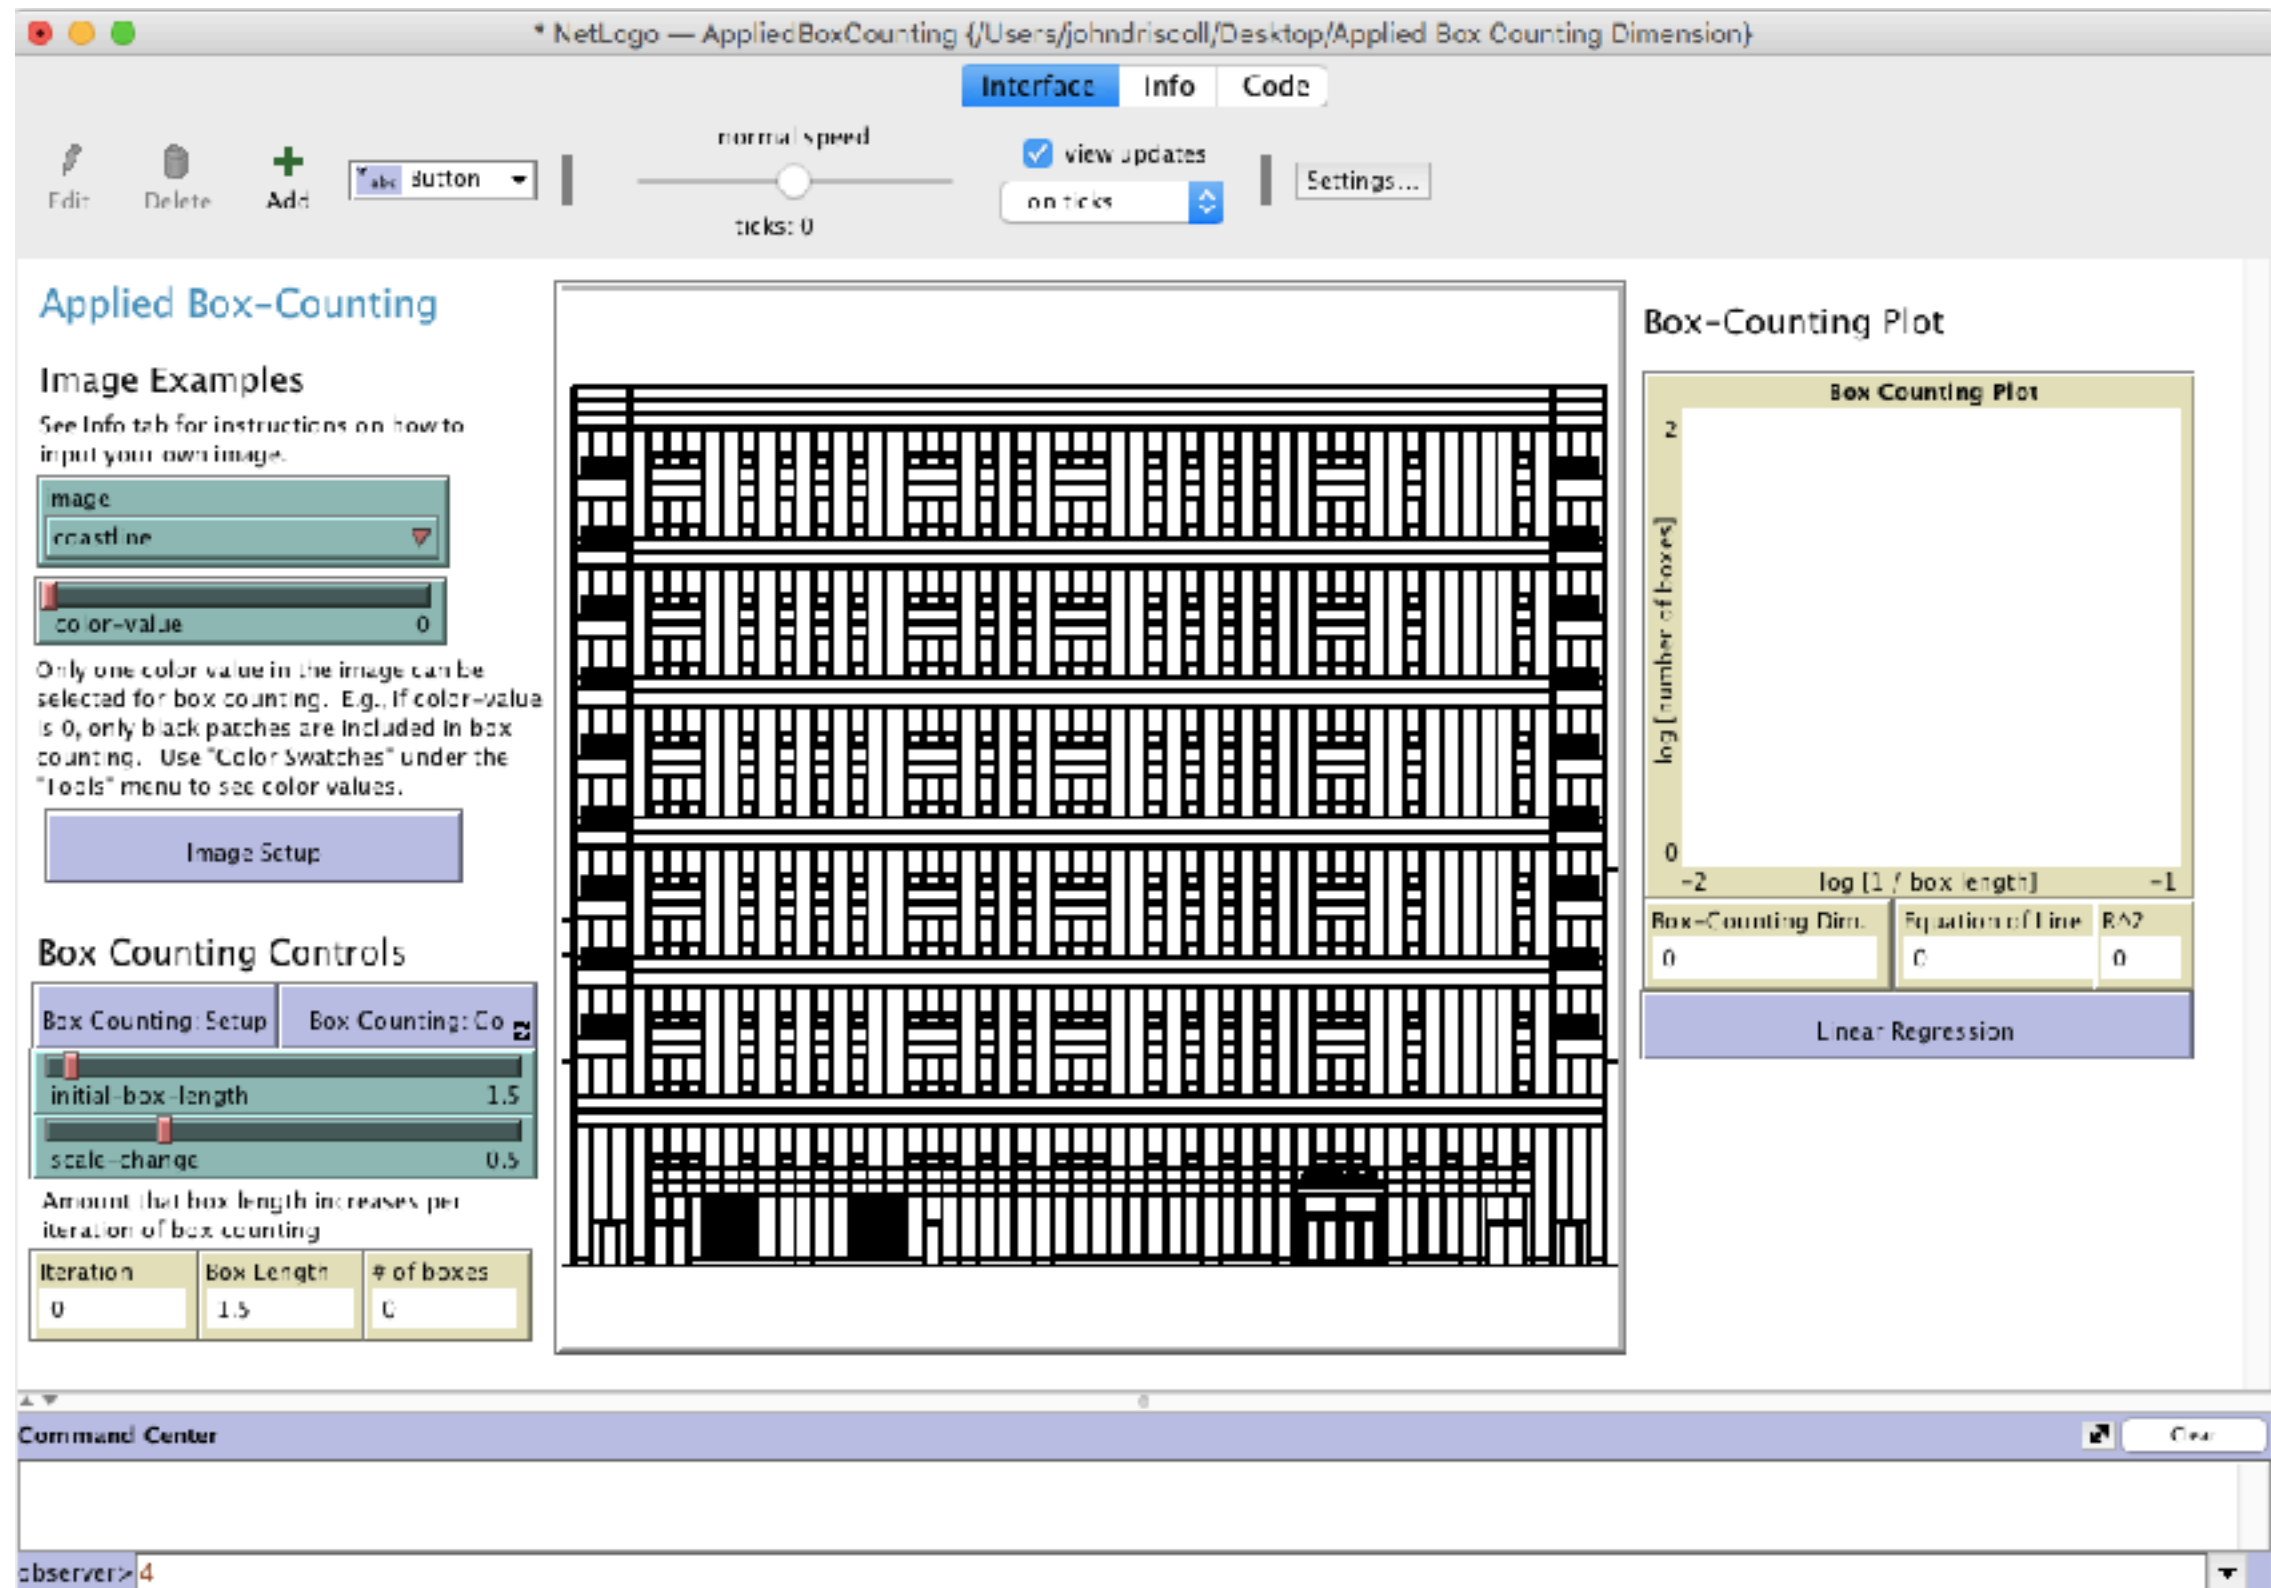 * NetLogo — AppliedBoxCounting {/Users/johndriscoll/Desktop/Applied Box Counting Dimension}
Interface Info Code
Edit Delete Add abc Button
normal speed
ticks: 0
view updates
on ticks
Settings...
Applied Box-Counting
Image Examples
See Info tab for instructions on how to
input your own image.
image
coastline
color-value 0
Only one color value in the image can be
selected for box counting. E.g., if color-value
is 0, only black patches are included in box
counting. Use "Color Swatches" under the
"Tools" menu to see color values.
Image Setup
Box Counting Controls
Box Counting: Setup Box Counting: Go
initial-box-length 1.5
scale-change 0.5
Amount that box length increases per
iteration of box counting
Iteration Box Length # of boxes
0 1.5 0
Box-Counting Plot
Box Counting Plot
2
log [number of boxes]
0
-2 log [1 / box length] -1
Box-Counting Dim. Equation of Line R^2
0 0 0
Linear Regression
Command Center Clear
observer> 4